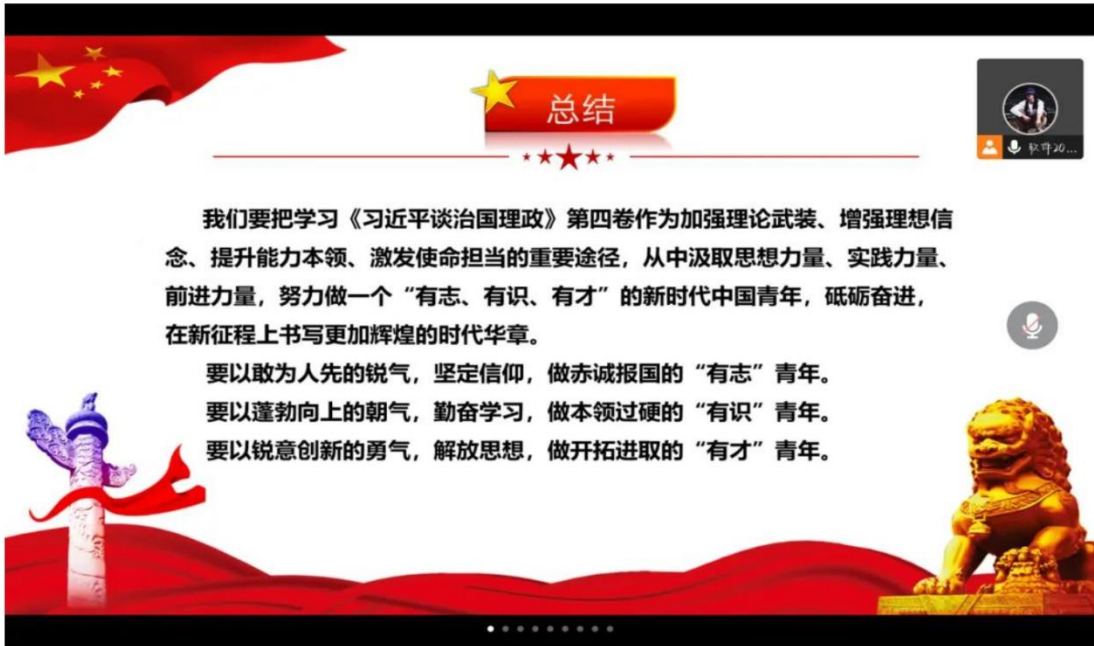 总结
软件20...
我们要把学习《习近平谈治国理政》第四卷作为加强理论武装、增强理想信
念、提升能力本领、激发使命担当的重要途径，从中汲取思想力量、实践力量、
前进力量，努力做一个“有志、有识、有才”的新时代中国青年，砥砺奋进，
在新征程上书写更加辉煌的时代华章。
要以敢为人先的锐气，坚定信仰，做赤诚报国的“有志”青年。
要以蓬勃向上的朝气，勤奋学习，做本领过硬的“有识”青年。
要以锐意创新的勇气，解放思想，做开拓进取的“有才”青年。